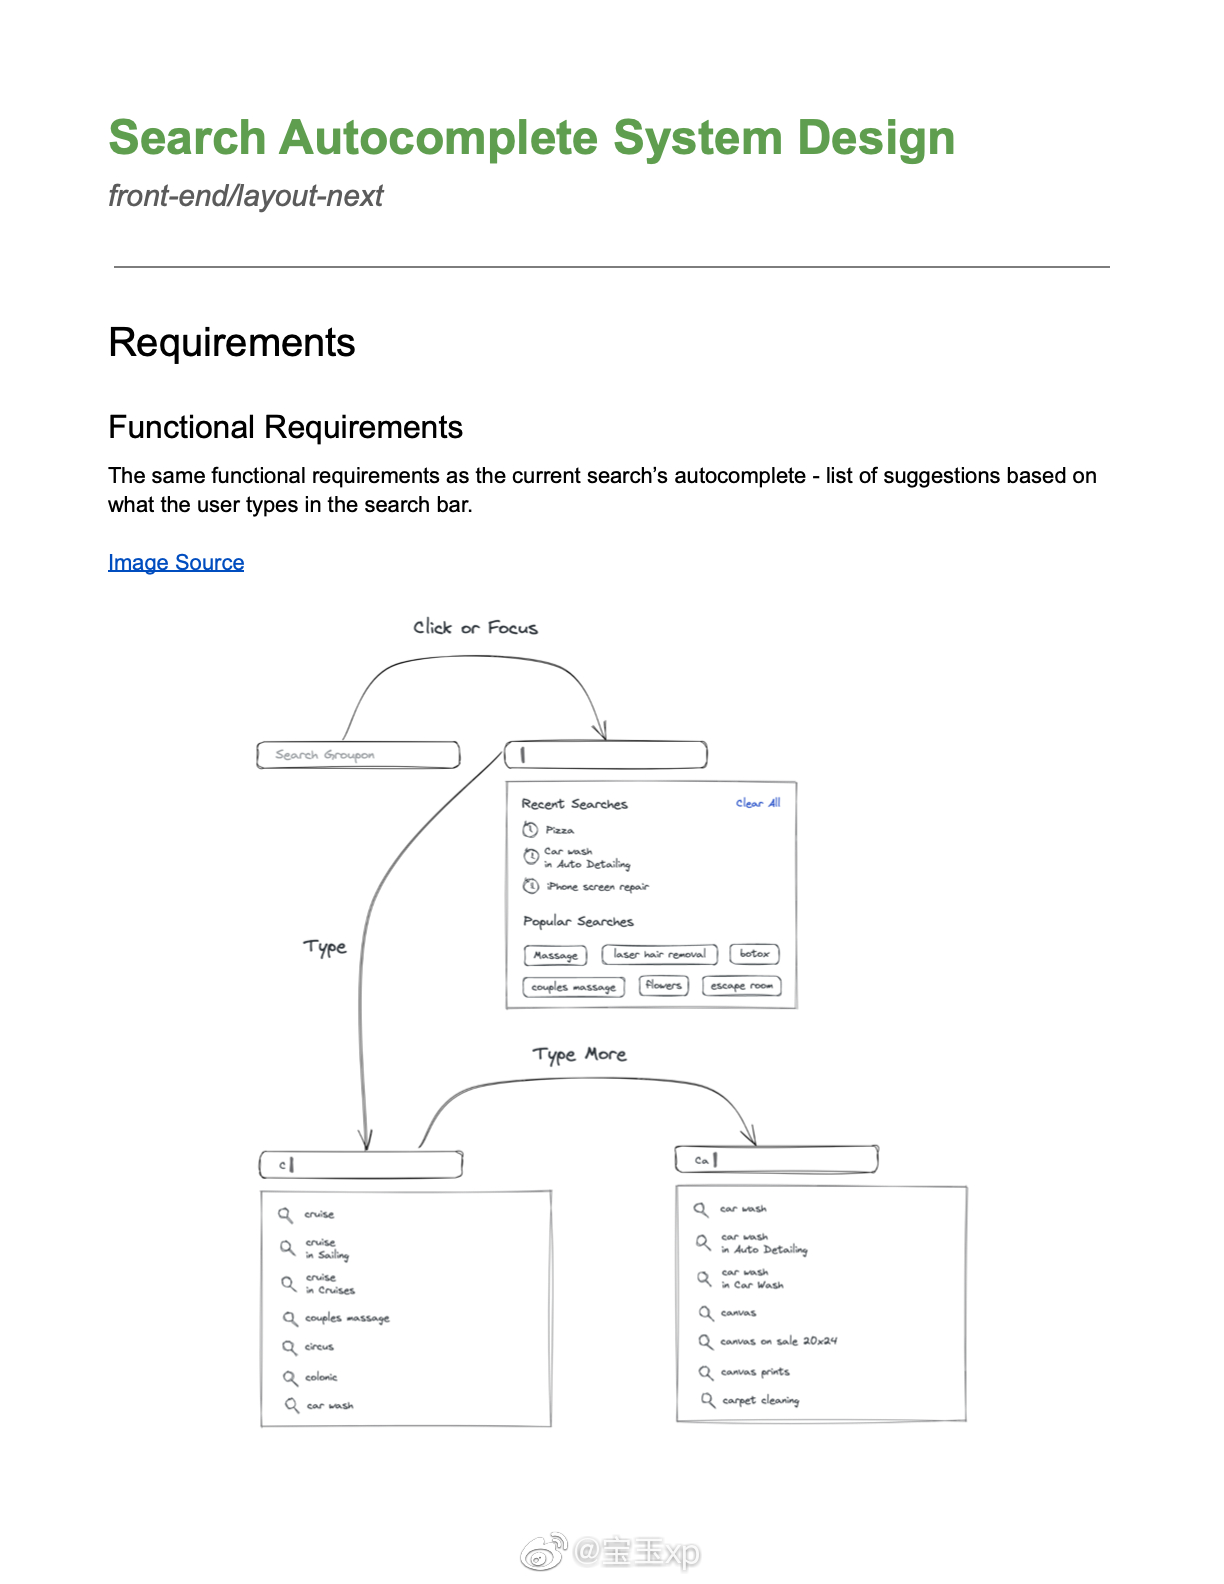 Search Autocomplete System Design
front-end/layout-next
Requirements
Functional Requirements
The same functional requirements as the current search’s autocomplete - list of suggestions based on
what the user types in the search bar.
Image Source
Click or Focus
Search Groupon
Recent Searches
Clear All
Pizza
Car wash
in Auto Detailing
iPhone screen repair
Popular Searches
Massage
laser hair removal
botox
couples massage
flowers
escape room
Type
Type More
c
cruise
cruise
in Sailing
cruise
in Cruises
couples massage
circus
colonic
car wash
Ca
car wash
car wash
in Auto Detailing
car wash
in Car Wash
canvas
canvas on sale 20x24
canvas prints
carpet cleaning
@宝玉xp